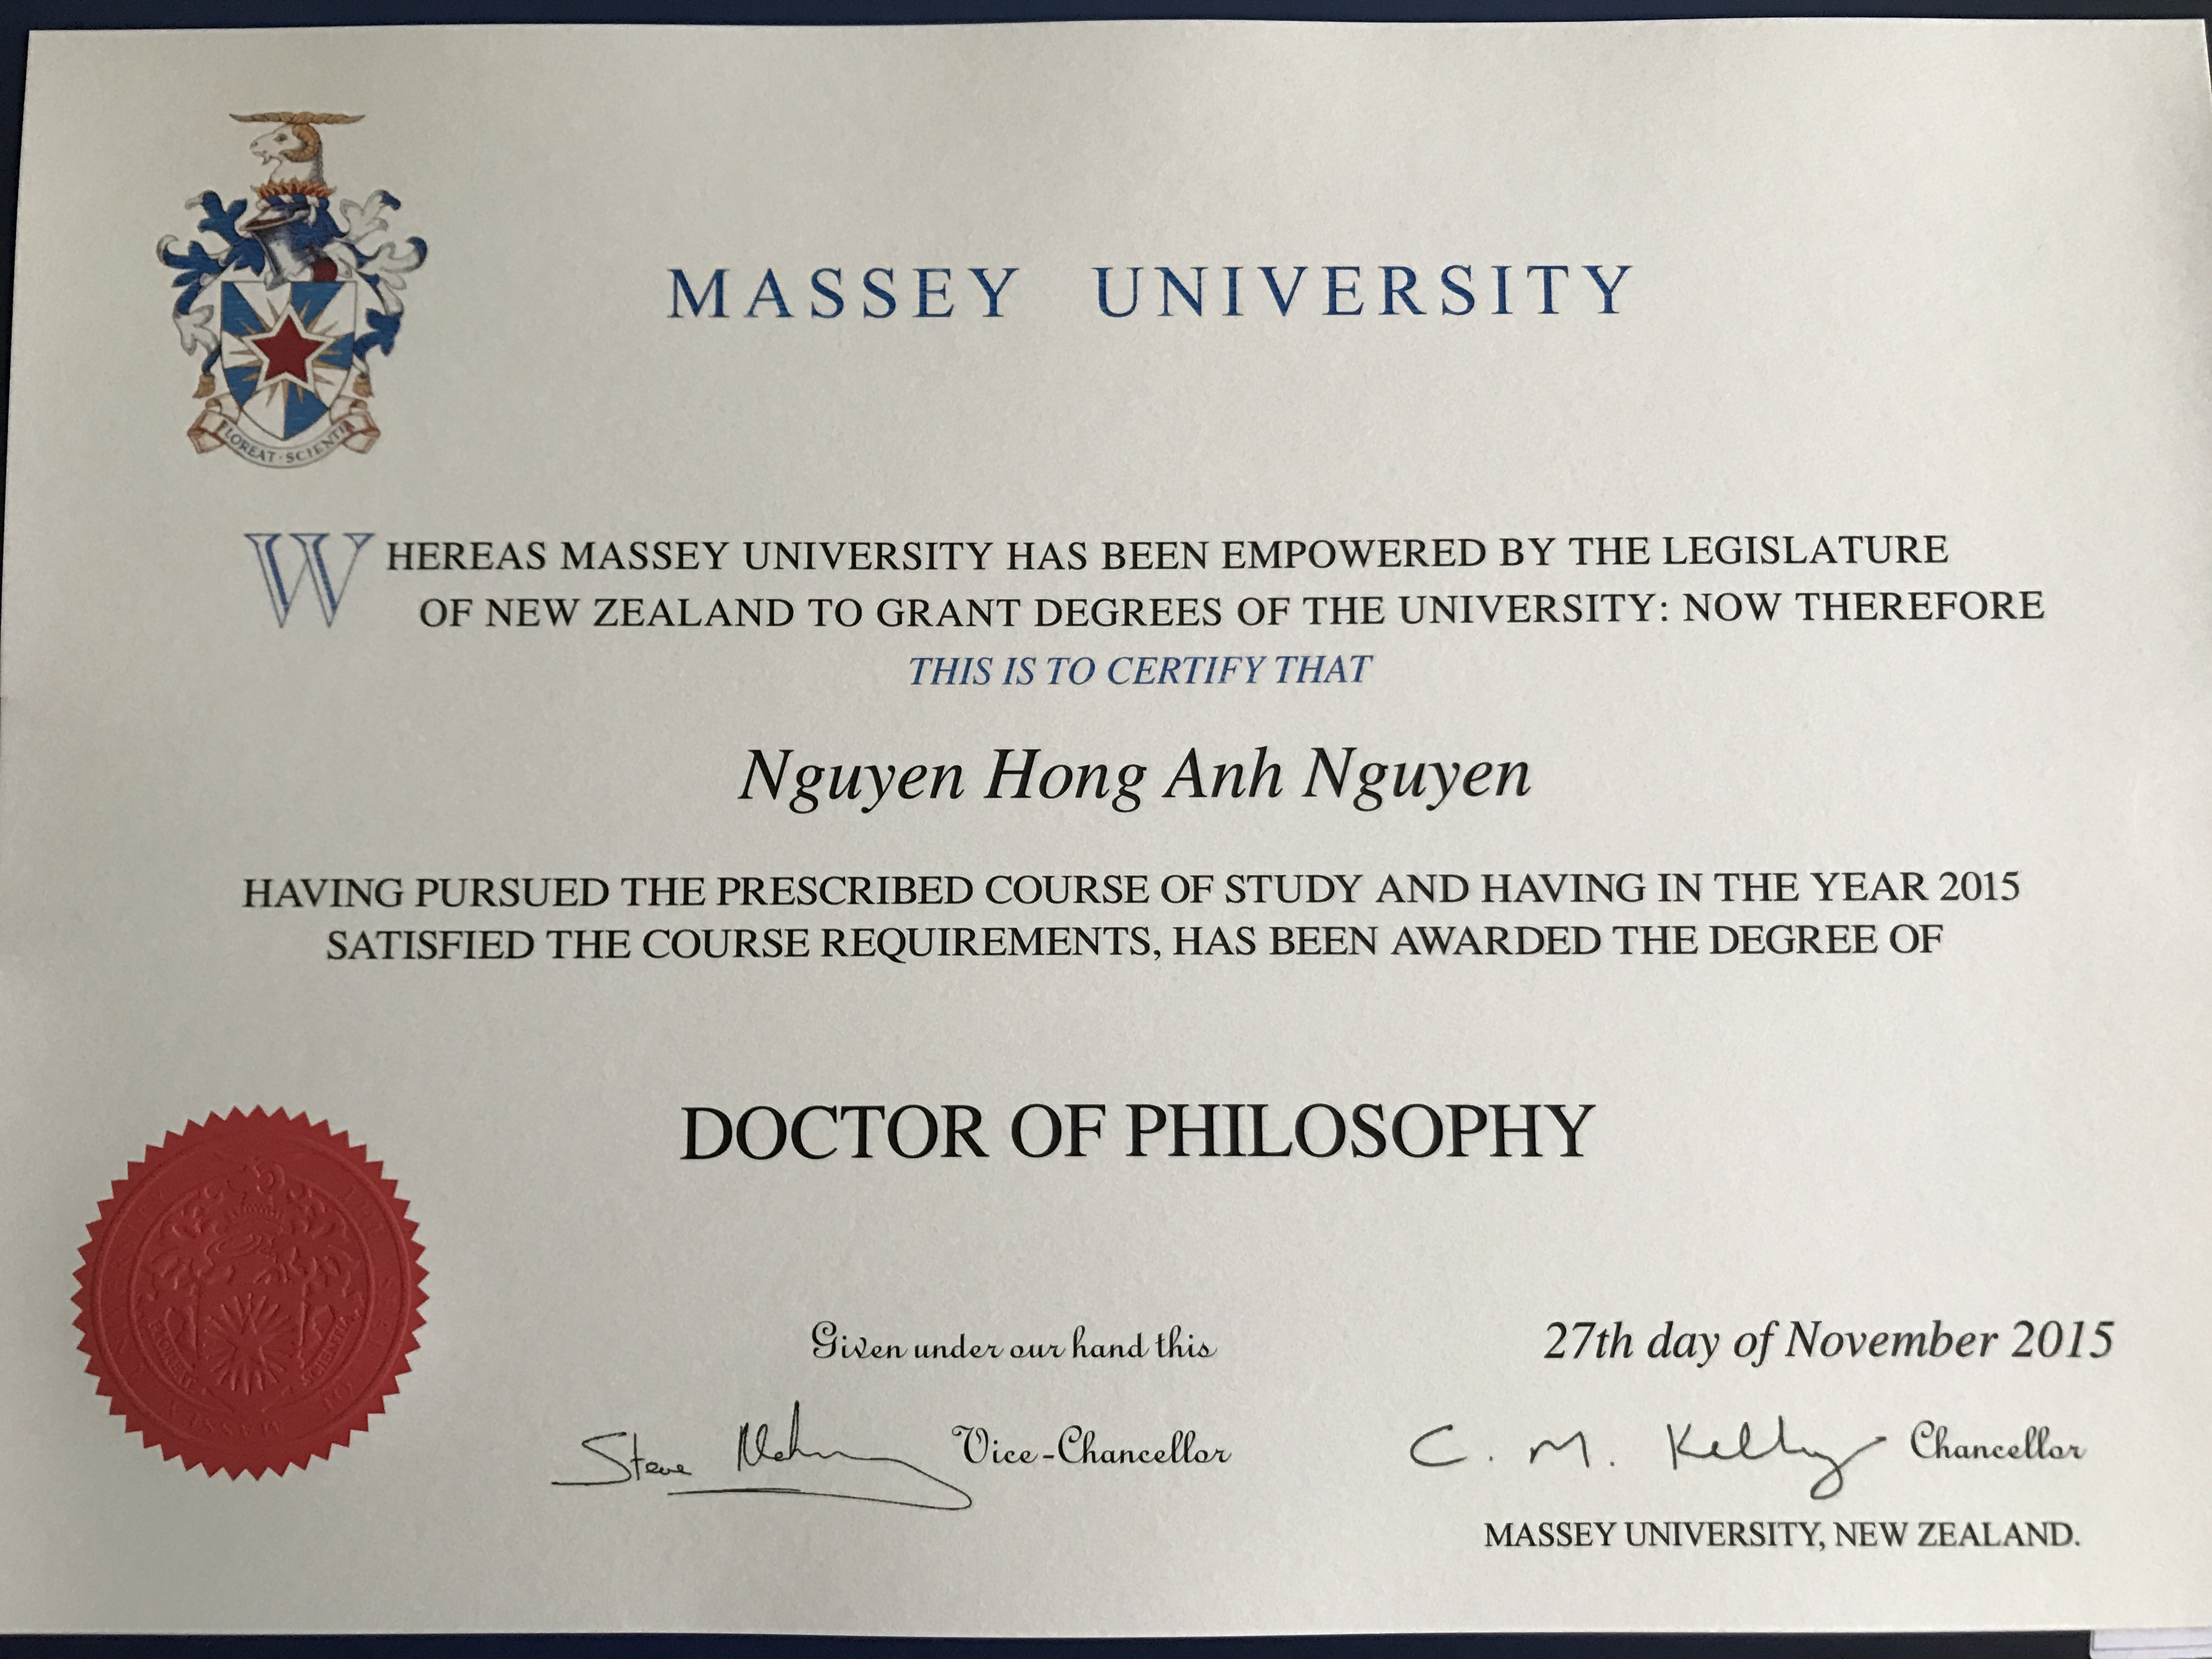 MASSEY UNIVERSITY
FLOREAT · SCIENTIA
WHEREAS MASSEY UNIVERSITY HAS BEEN EMPOWERED BY THE LEGISLATURE
OF NEW ZEALAND TO GRANT DEGREES OF THE UNIVERSITY: NOW THEREFORE
THIS IS TO CERTIFY THAT
Nguyen Hong Anh Nguyen
HAVING PURSUED THE PRESCRIBED COURSE OF STUDY AND HAVING IN THE YEAR 2015
SATISFIED THE COURSE REQUIREMENTS, HAS BEEN AWARDED THE DEGREE OF
DOCTOR OF PHILOSOPHY
Given under our hand this 27th day of November 2015
Steve Vice-Chancellor C. M. Kelly Chancellor
MASSEY UNIVERSITY, NEW ZEALAND.